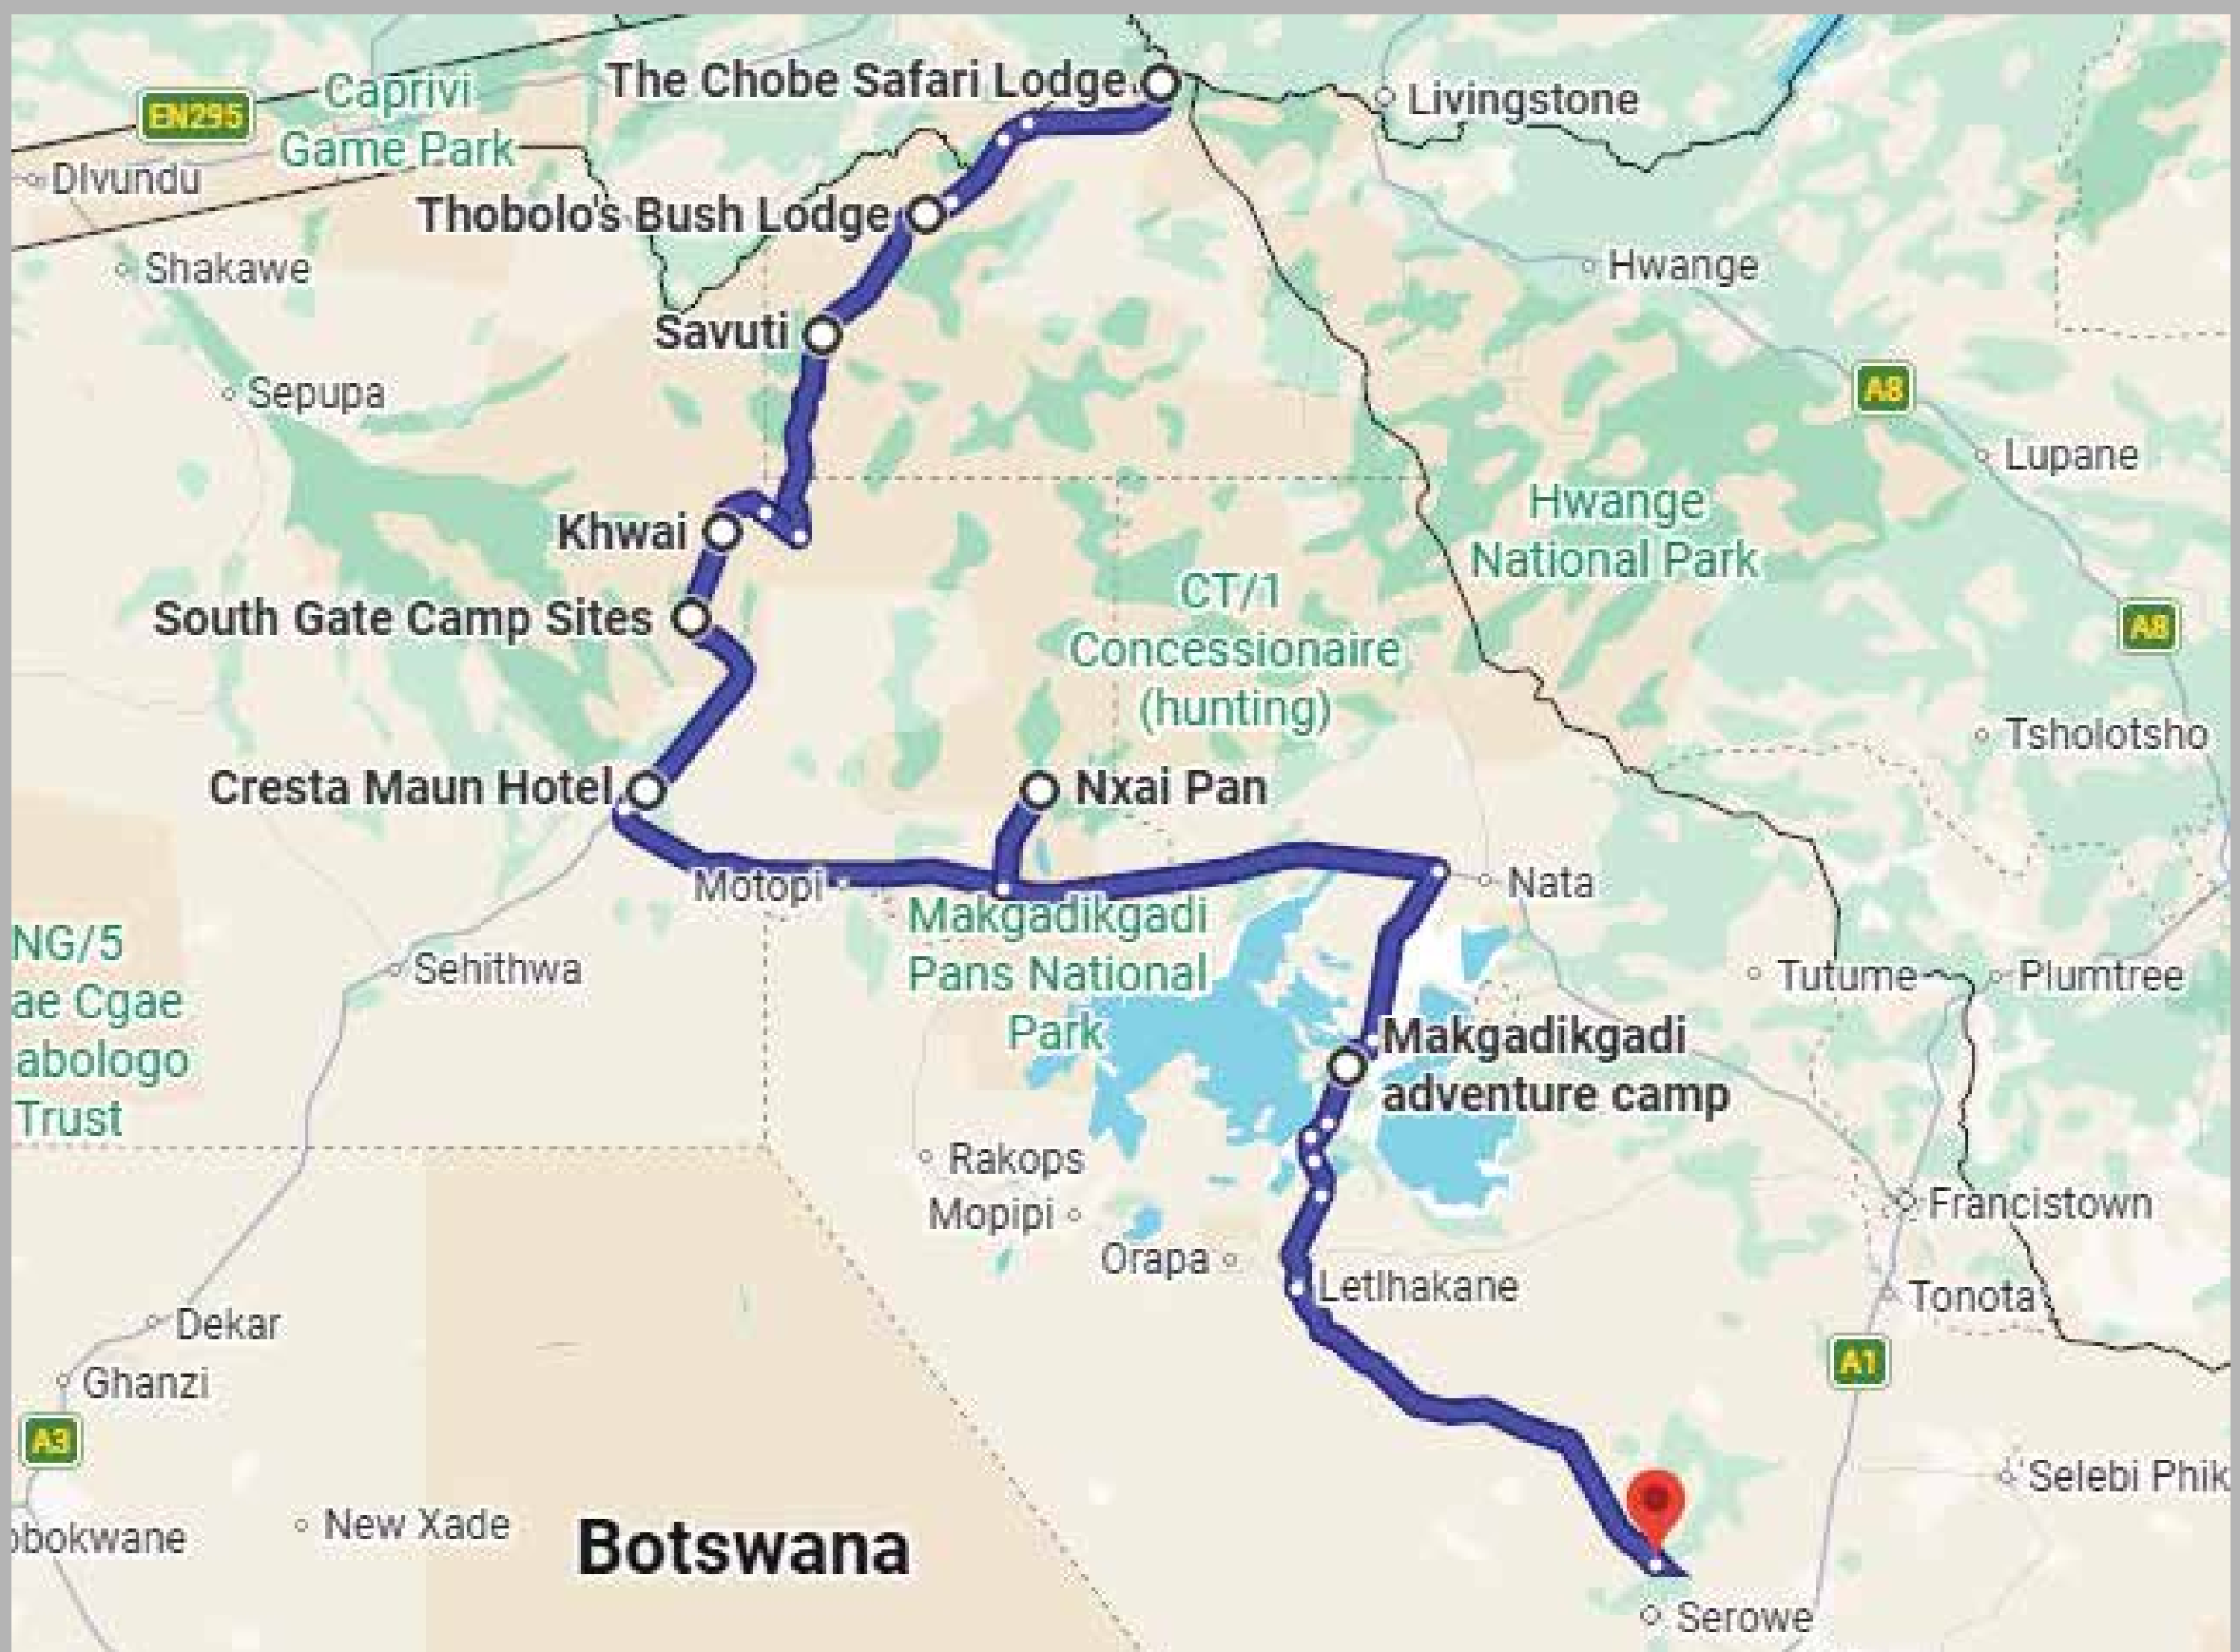 The Chobe Safari Lodge
Livingstone
EN295
Caprivi
Game Park
DIvundu
Thobolo's Bush Lodge
Shakawe
Hwange
Savuti
Sepupa
A8
Lupane
Hwange
National Park
Khwai
CT/1
Concessionaire
(hunting)
South Gate Camp Sites
A8
Tsholotsho
Cresta Maun Hotel
Nxai Pan
Motopi
Nata
Makgadikgadi
Pans National
Park
NG/5
ae Cgae
abologo
Trust
Sehithwa
Tutume
Plumtree
Makgadikgadi
adventure camp
Rakops
Mopipi
Francistown
Orapa
Letlhakane
Tonota
Dekar
A1
Ghanzi
A3
Selebi Phik
New Xade
Botswana
obokwane
Serowe